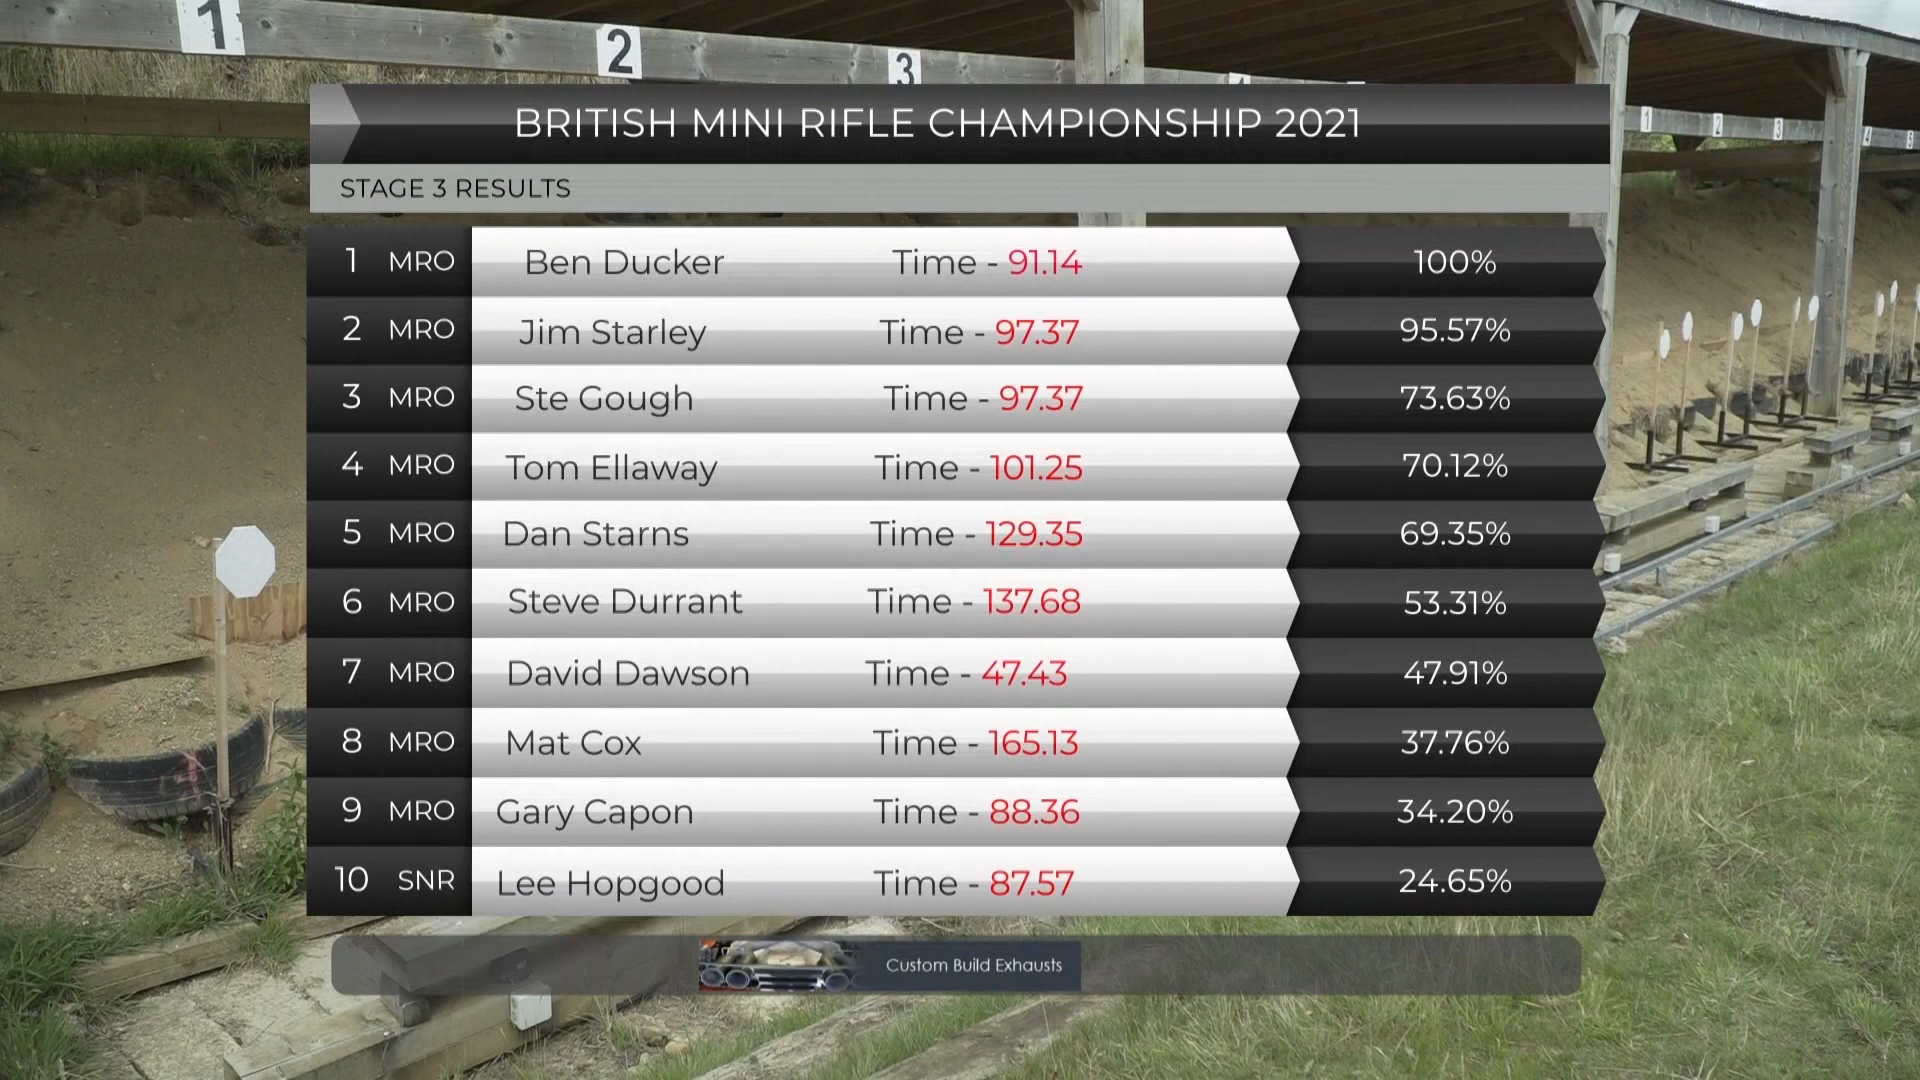 1
2
3
BRITISH MINI RIFLE CHAMPIONSHIP 2021
STAGE 3 RESULTS
1 MRO Ben Ducker Time - 91.14 100%
2 MRO Jim Starley Time - 97.37 95.57%
3 MRO Ste Gough Time - 97.37 73.63%
4 MRO Tom Ellaway Time - 101.25 70.12%
5 MRO Dan Starns Time - 129.35 69.35%
6 MRO Steve Durrant Time - 137.68 53.31%
7 MRO David Dawson Time - 47.43 47.91%
8 MRO Mat Cox Time - 165.13 37.76%
9 MRO Gary Capon Time - 88.36 34.20%
10 SNR Lee Hopgood Time - 87.57 24.65%
Custom Build Exhausts
1 2 3 4 5